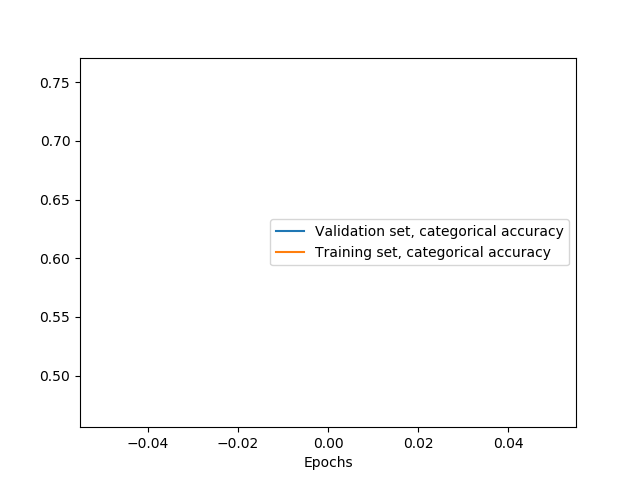 0.75
0.70
0.65
0.60
0.55
0.50
Validation set, categorical accuracy
Training set, categorical accuracy
−0.04 −0.02 0.00 0.02 0.04
Epochs